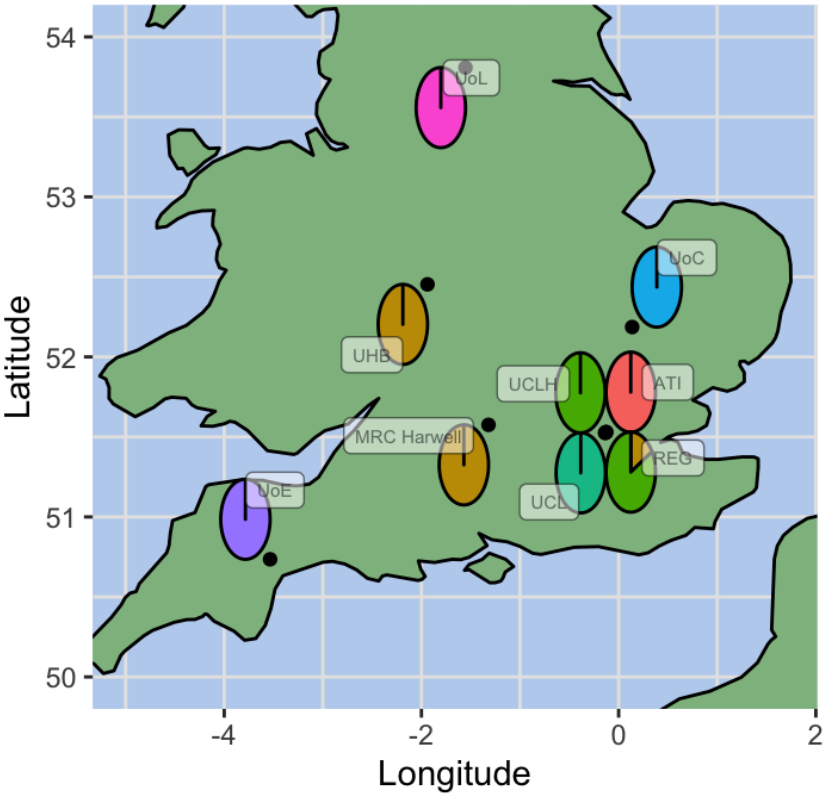 54
53
52
51
50
Latitude
UoL
UoC
UHB
UCLH
ATI
MRC Harwell
REG
UoE
UCL
-4
-2
0
2
Longitude